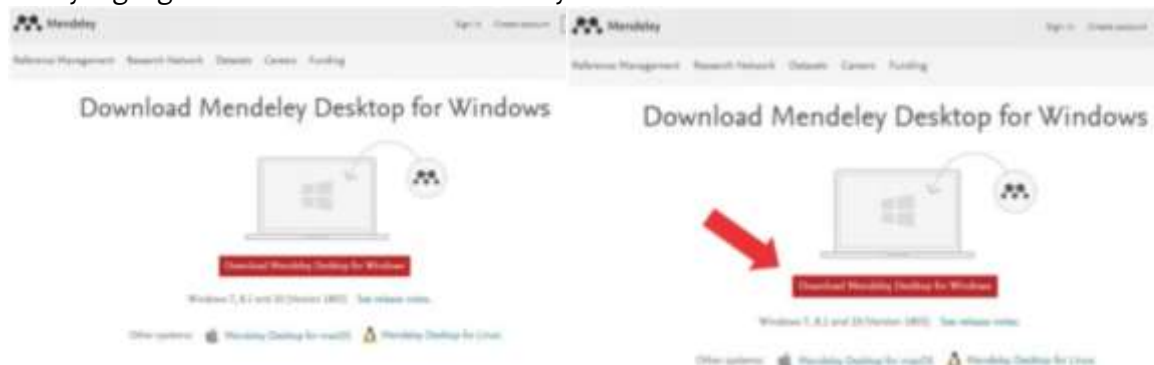 Mendeley
Sign in Create account
Reference Management Research Network Datasets Careers Funding
Download Mendeley Desktop for Windows
Download Mendeley Desktop for Windows
Windows 7, 8.1 and 10 (Version 1803) See release notes
Other systems: Mendeley Desktop for macOS Mendeley Desktop for Linux
Mendeley
Sign in Create account
Reference Management Research Network Datasets Careers Funding
Download Mendeley Desktop for Windows
Download Mendeley Desktop for Windows
Windows 7, 8.1 and 10 (Version 1803) See release notes
Other systems: Mendeley Desktop for macOS Mendeley Desktop for Linux